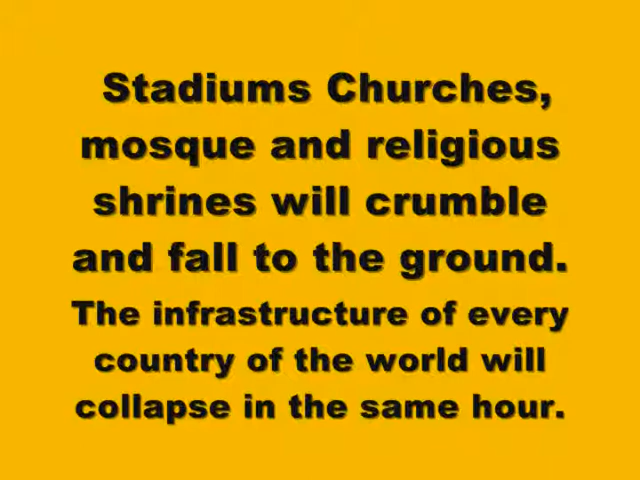 Stadiums Churches,
mosque and religious
shrines will crumble
and fall to the ground.
The infrastructure of every
country of the world will
collapse in the same hour.